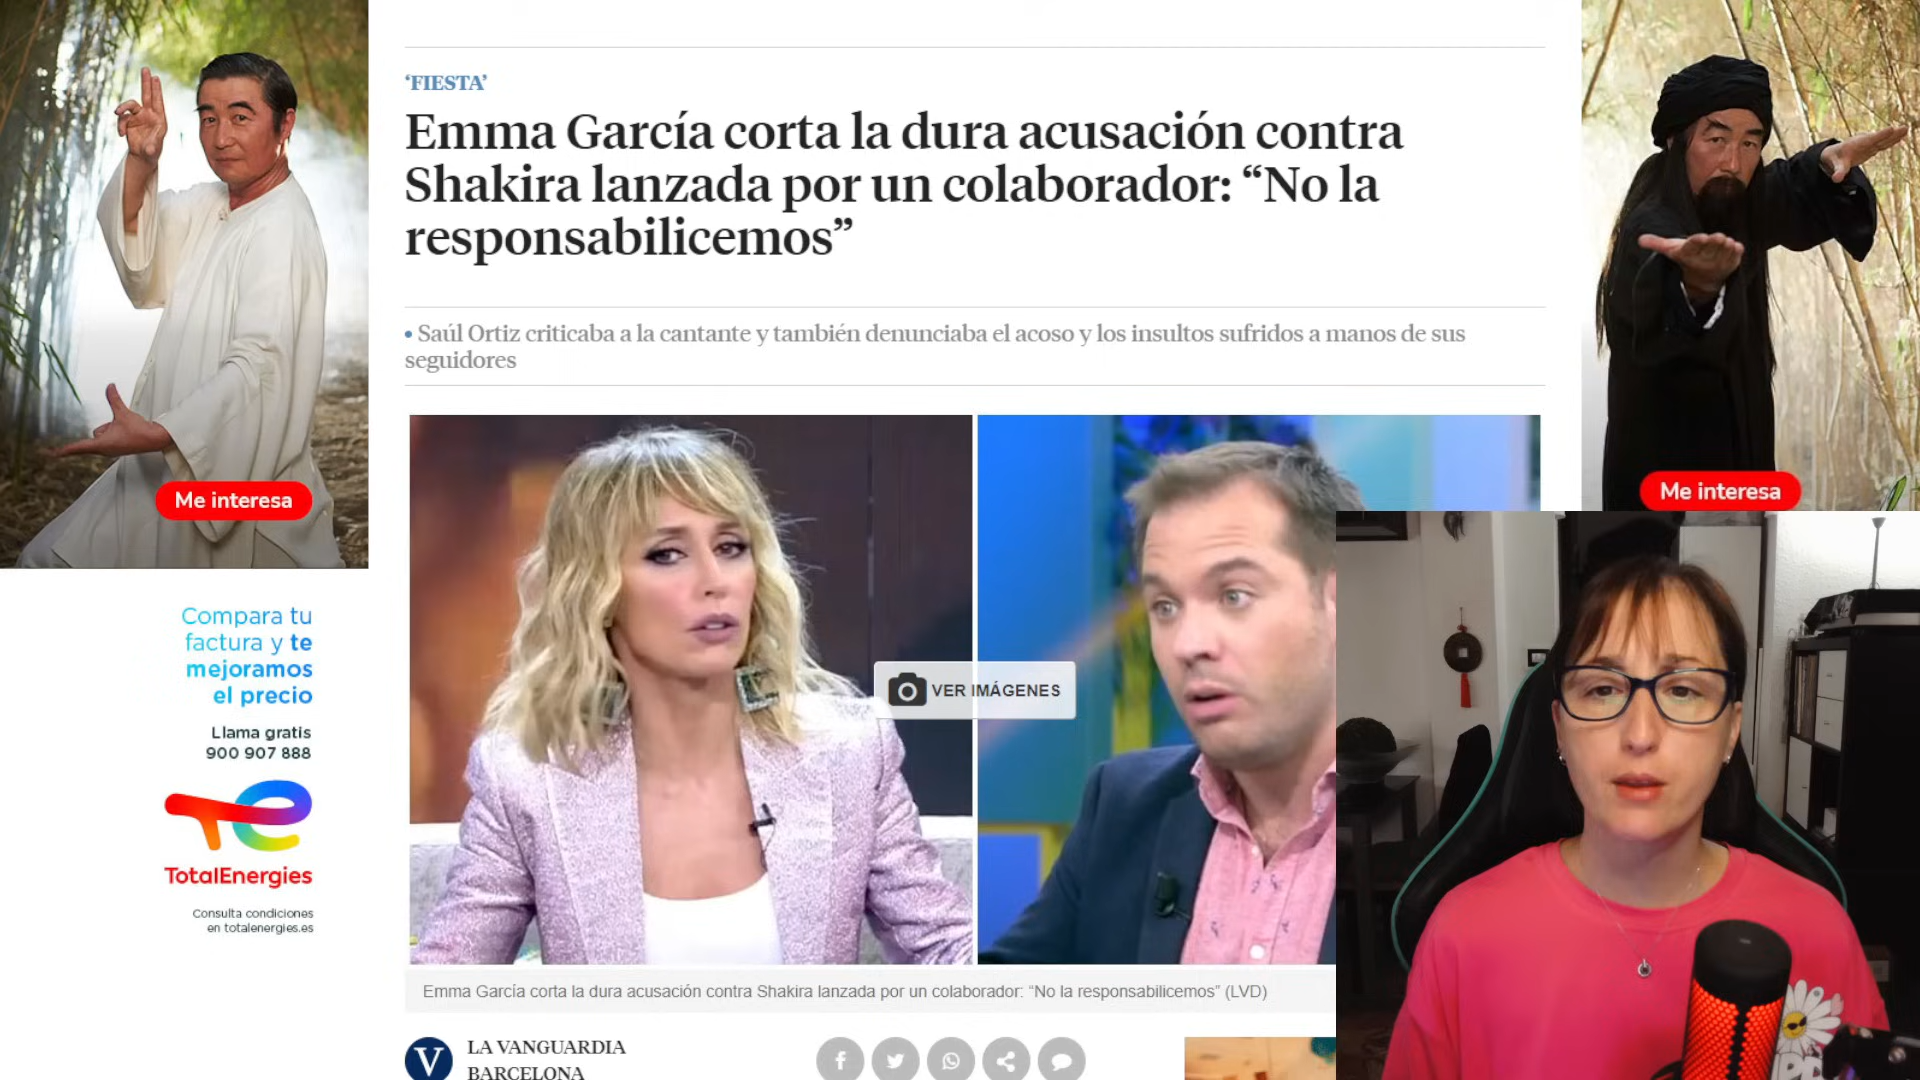 ‘FIESTA’
Emma García corta la dura acusación contra
Shakira lanzada por un colaborador: “No la
responsabilicemos”
• Saúl Ortiz criticaba a la cantante y también denunciaba el acoso y los insultos sufridos a manos de sus
seguidores
Me interesa
Me interesa
Compara tu
factura y te
mejoramos
el precio
Llama gratis
900 907 888
TotalEnergies
Consulta condiciones
en totalenergies.es
VER IMÁGENES
Emma García corta la dura acusación contra Shakira lanzada por un colaborador: “No la responsabilicemos” (LVD)
V
LA VANGUARDIA
BARCELONA